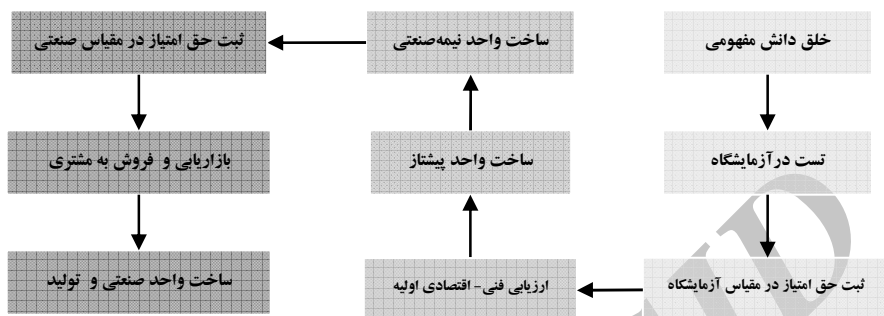 خلق دانش مفهومی
تست درآزمایشگاه
ثبت حق امتیاز در مقیاس آزمایشگاه
ارزیابی فنی- اقتصادی اولیه
ساخت واحد پیشتاز
ساخت واحد نیمه‌صنعتی
ثبت حق امتیاز در مقیاس صنعتی
بازاریابی و فروش به مشتری
ساخت واحد صنعتی و تولید